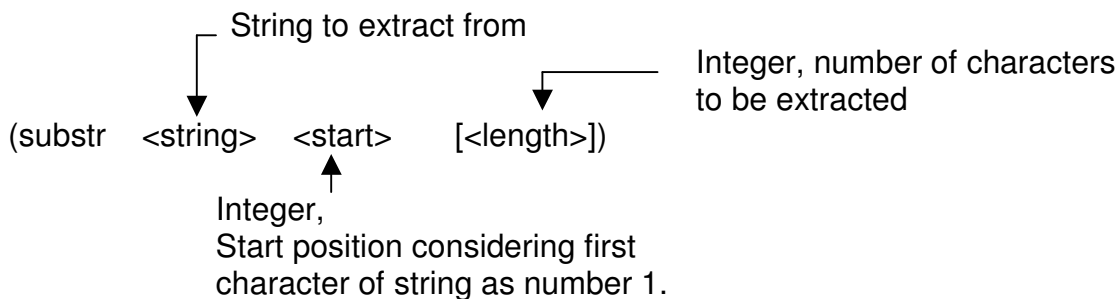 String to extract from
Integer, number of characters
to be extracted
(substr <string> <start> [<length>])
Integer,
Start position considering first
character of string as number 1.